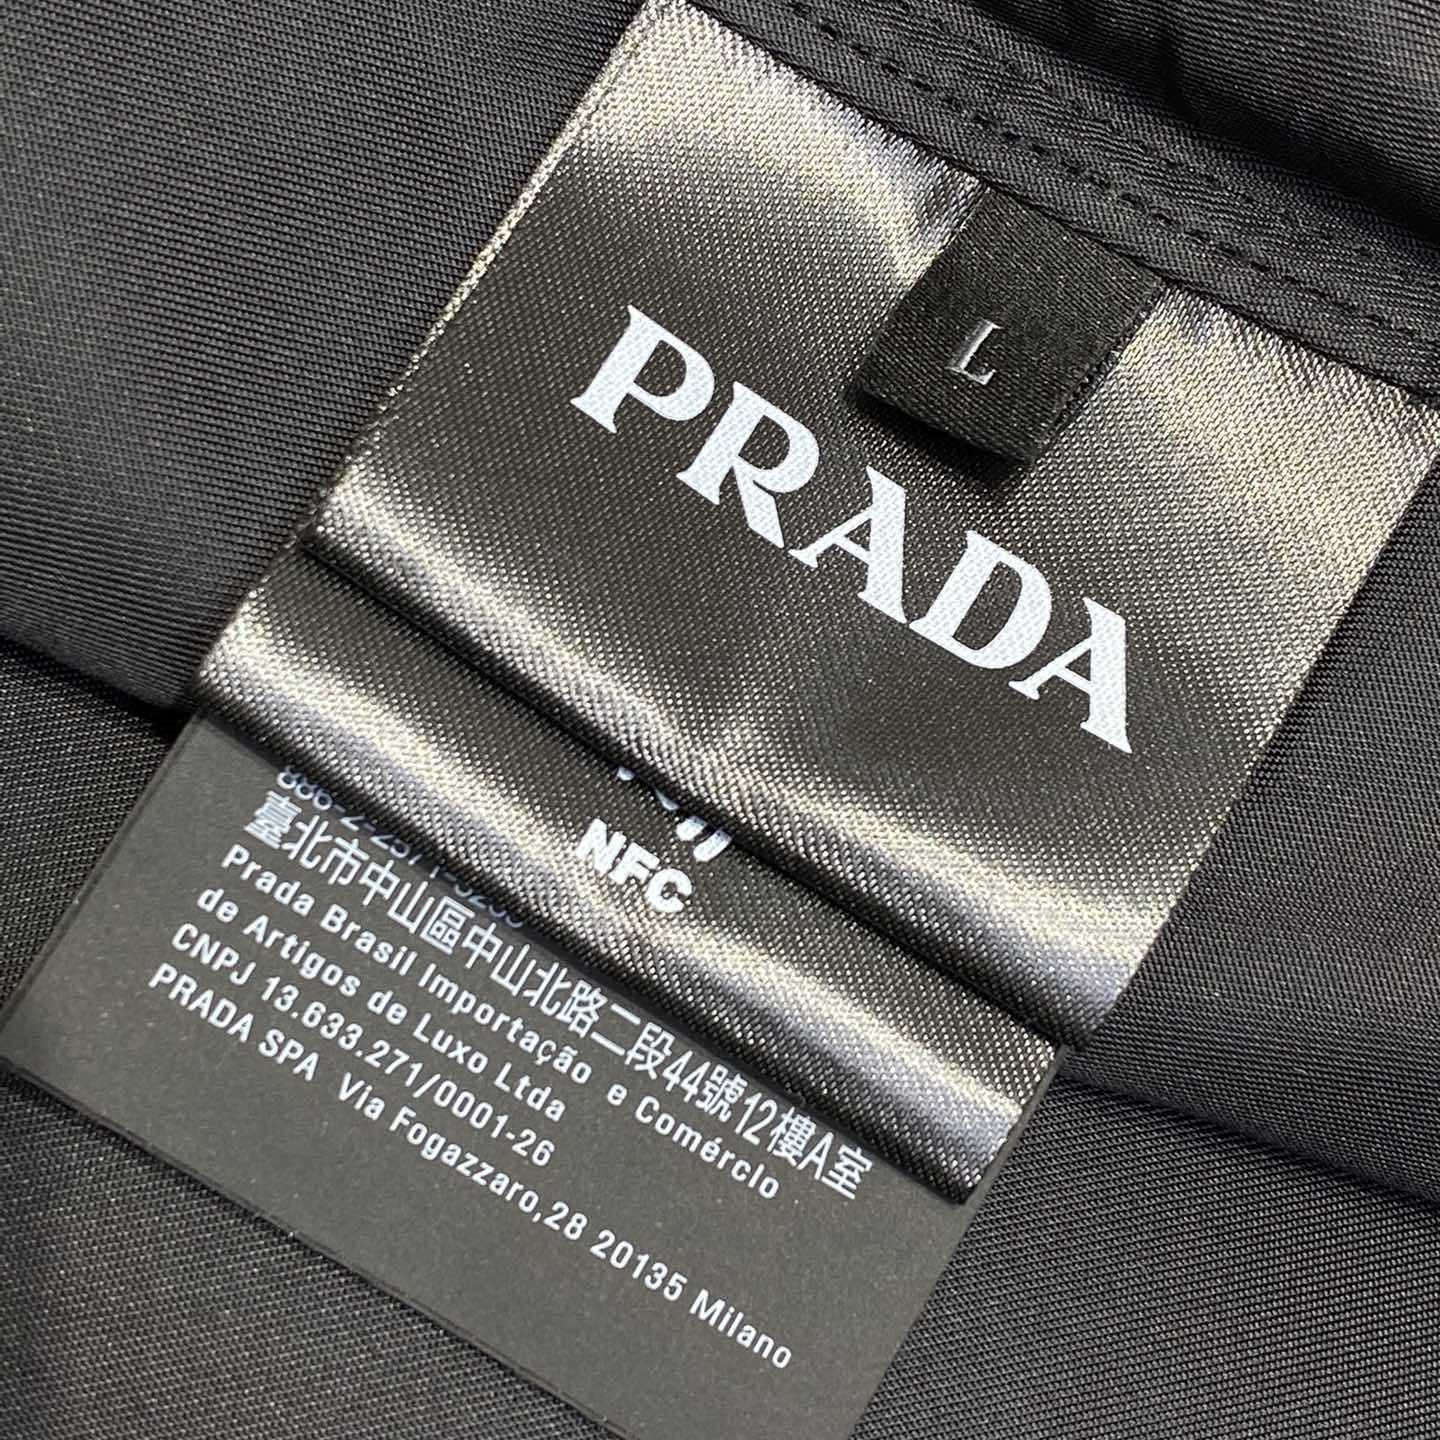 L
PRADA
NFC
臺北市中山區中山北路二段44號12樓A室
Prada Brasil Importação e Comércio
de Artigos de Luxo Ltda
CNPJ 13.633.271/0001-26
PRADA SPA Via Fogazzaro,28 20135 Milano